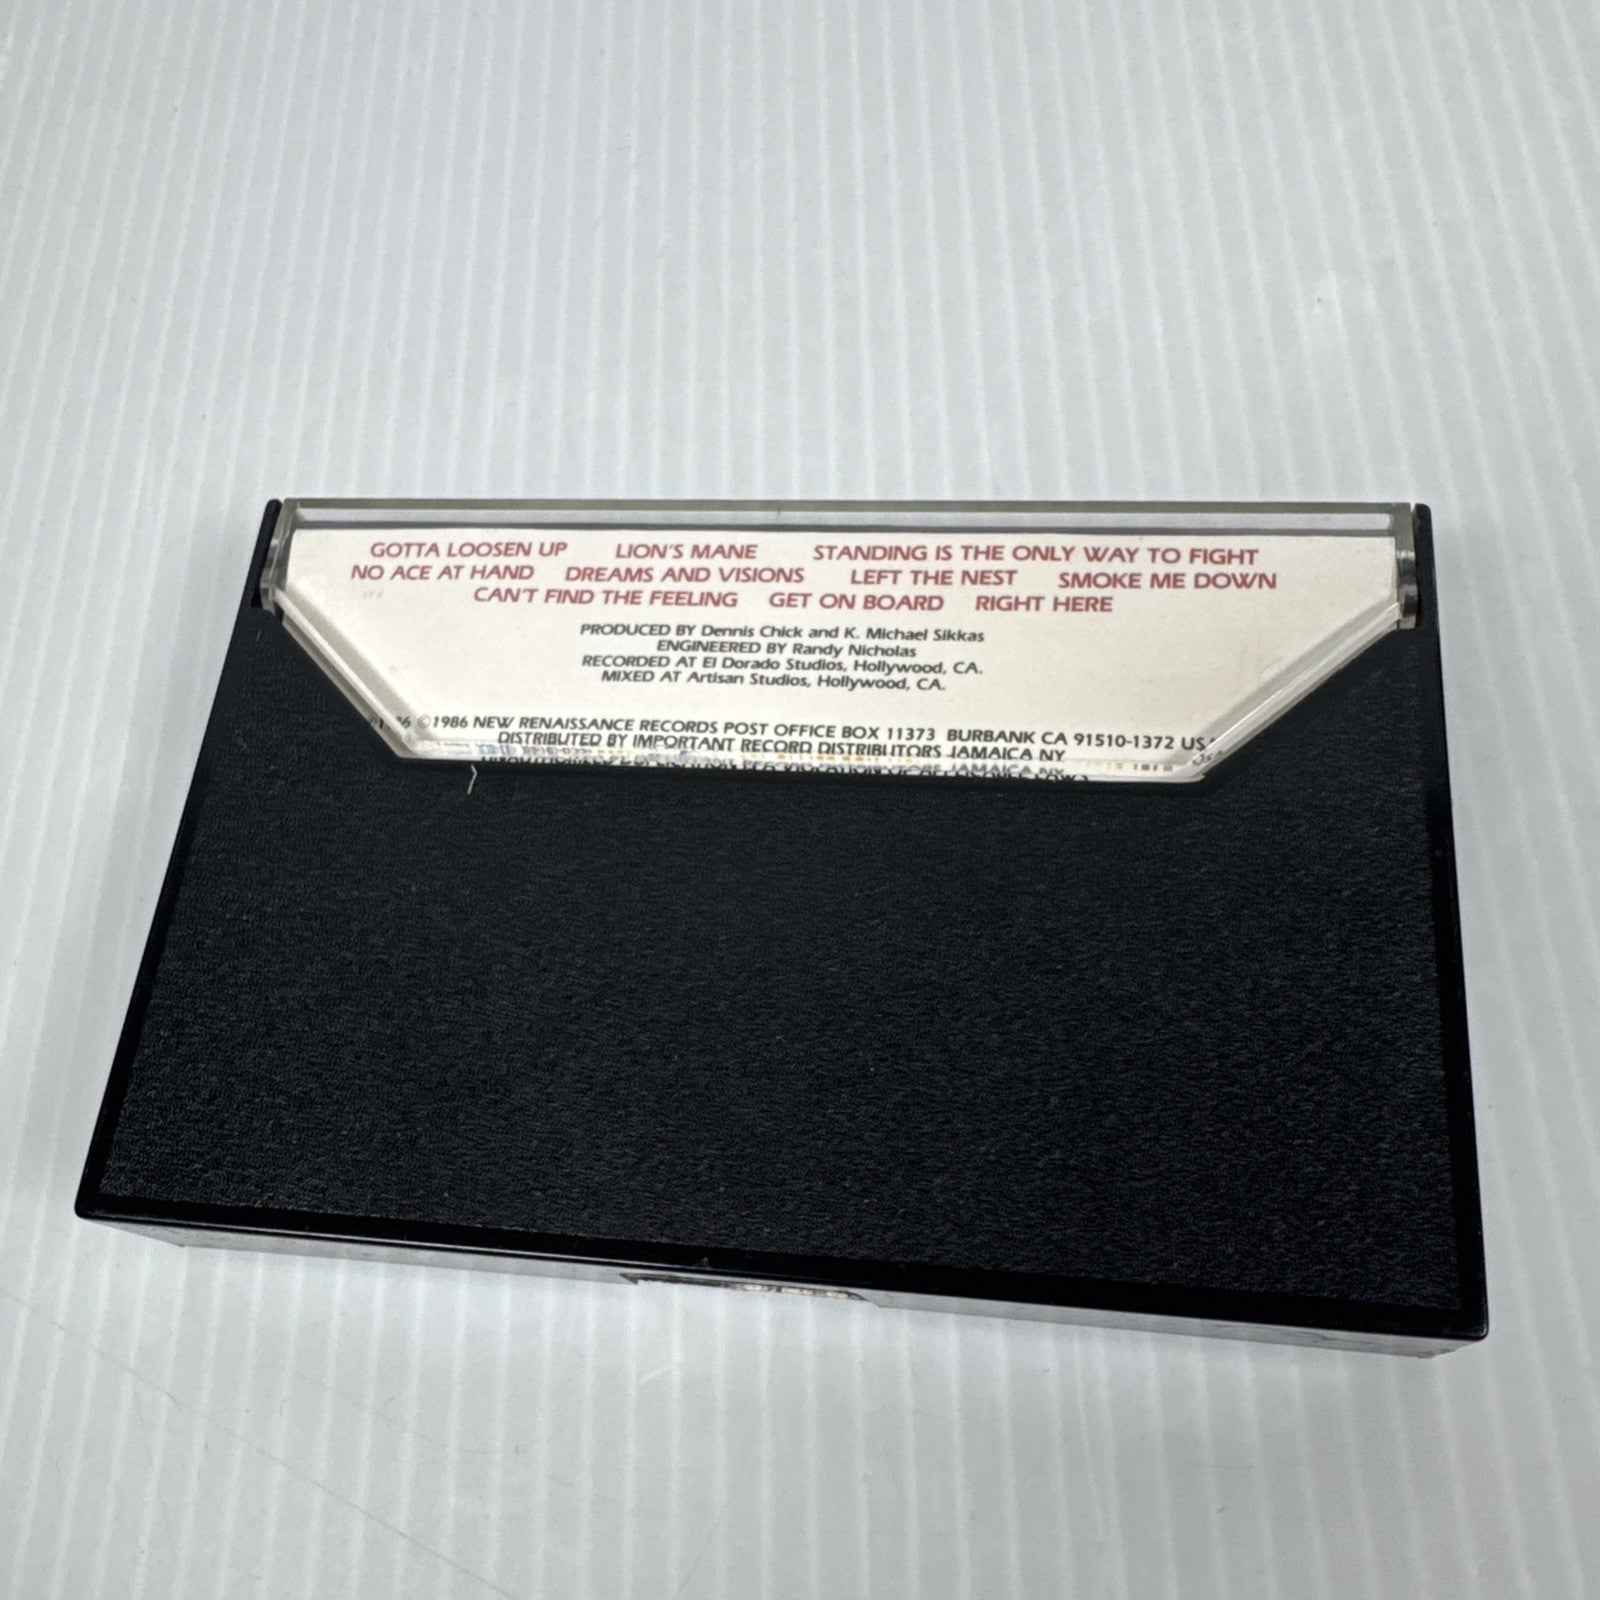 GOTTA LOOSEN UP LION'S MANE STANDING IS THE ONLY WAY TO FIGHT
NO ACE AT HAND DREAMS AND VISIONS LEFT THE NEST SMOKE ME DOWN
CAN'T FIND THE FEELING GET ON BOARD RIGHT HERE
PRODUCED BY Dennis Chick and K. Michael Sikkas
ENGINEERED BY Randy Nicholas
RECORDED AT El Dorado Studios, Hollywood, CA.
MIXED AT Artisan Studios, Hollywood, CA.
©1986 NEW RENAISSANCE RECORDS POST OFFICE BOX 11373 BURBANK CA 91510-1372
DISTRIBUTED BY IMPORTANT RECORD DISTRIBUTORS JAMAICA NY